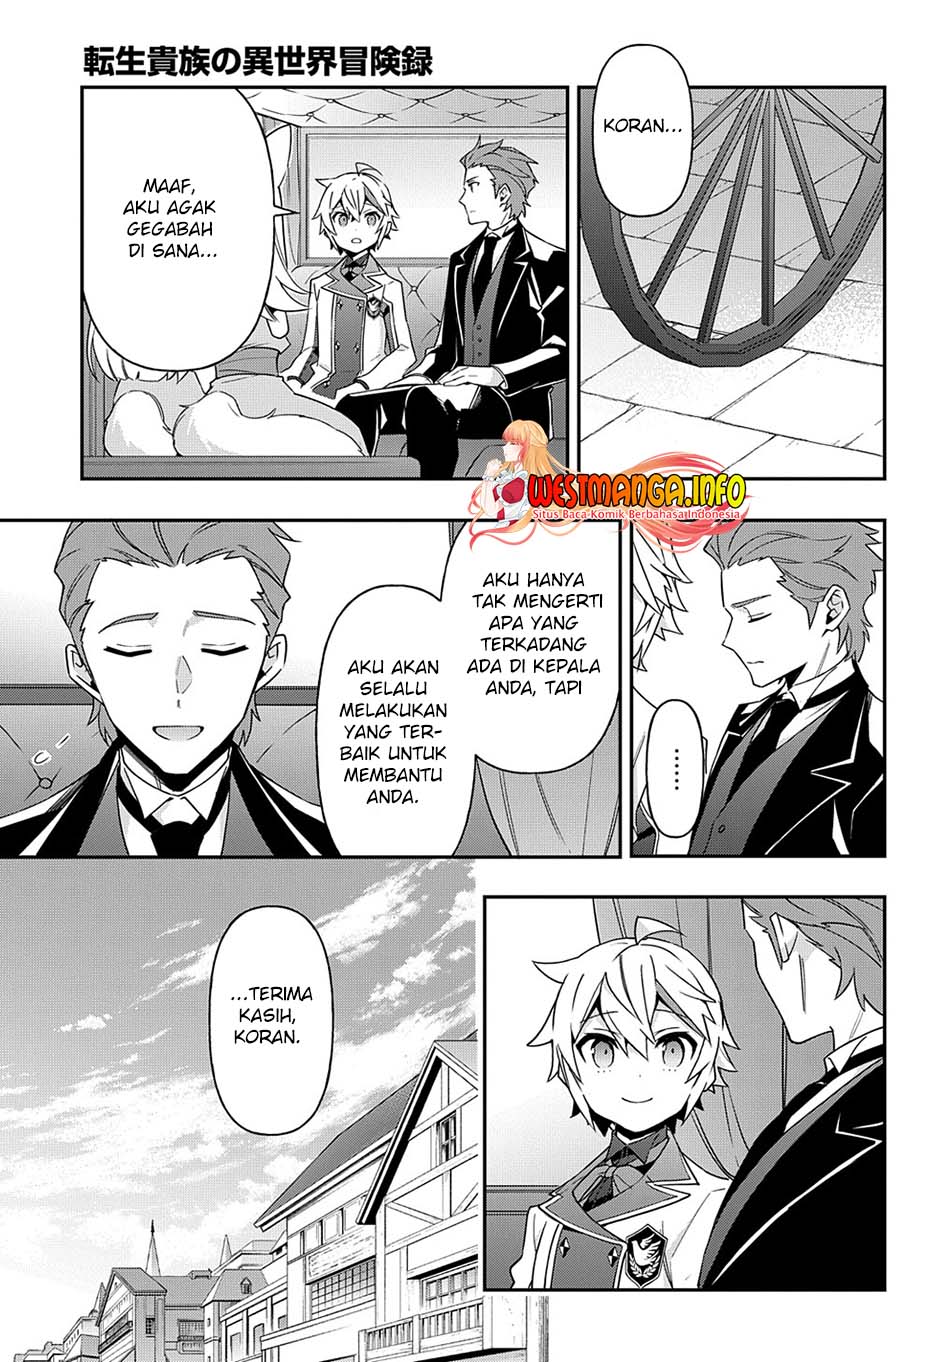 転生貴族の異世界冒険録
KORAN...
MAAF,
AKU AGAK
GEGABAH
DI SANA...
WESTMANGA.INFO
Situs Baca Komik Berbahasa Indonesia
.......
AKU HANYA
TAK MENGERTI
APA YANG
TERKADANG
ADA DI KEPALA
ANDA, TAPI
AKU AKAN
SELALU
MELAKUKAN
YANG TER-
BAIK UNTUK
MEMBANTU
ANDA.
...TERIMA
KASIH,
KORAN.